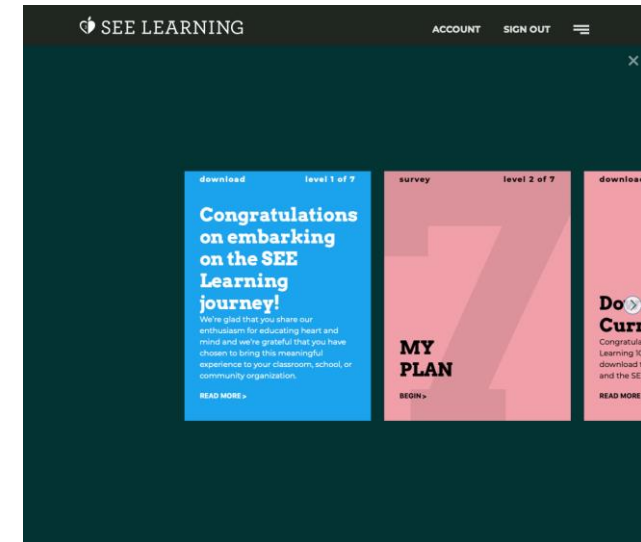 SEE LEARNING
ACCOUNT SIGN OUT
download level 1 of 7
Congratulations
on embarking
on the SEE
Learning
journey!
We're glad that you share our
enthusiasm for educating heart and
mind and we're grateful that you have
chosen to bring this meaningful
experience to your classroom, school, or
community organization.
READ MORE >
survey level 2 of 7
7
MY
PLAN
BEGIN >
Do
Curr
Congratula
Learning 10
download t
and the SE
READ MORE